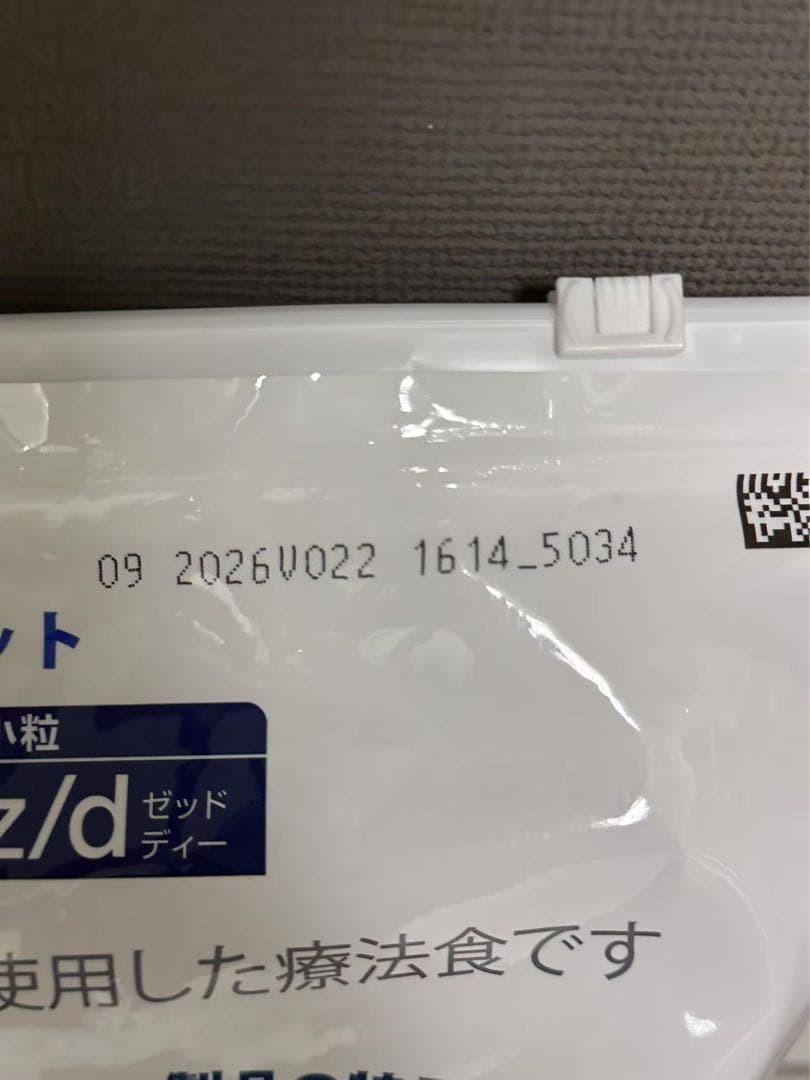 09 2026V022 1614_5034
ット
小粒
z/d ゼッド
ディー
使用した療法食です